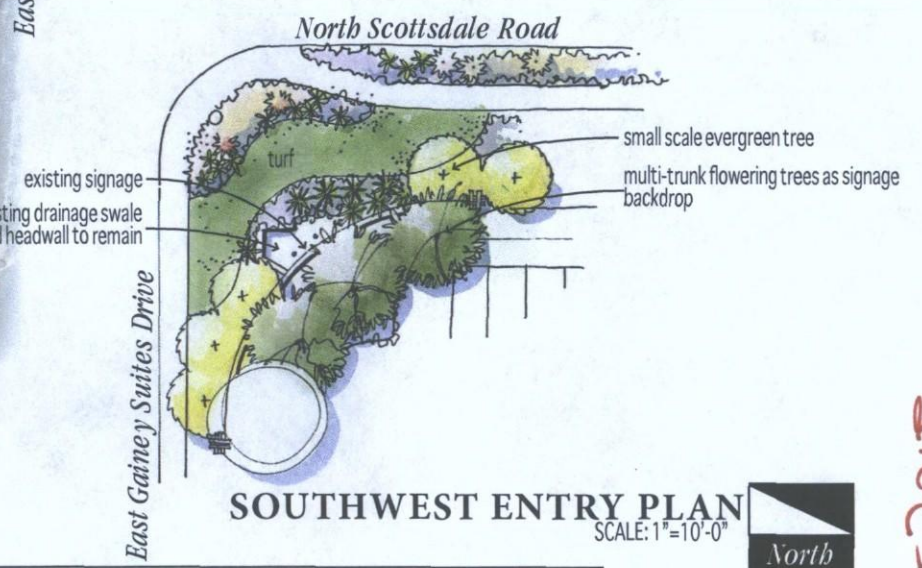 North Scottsdale Road
turf
small scale evergreen tree
existing signage
multi-trunk flowering trees as signage
backdrop
drainage swale
headwall to remain
East Gainey Suites Drive
SOUTHWEST ENTRY PLAN
SCALE: 1"=10'-0"
North